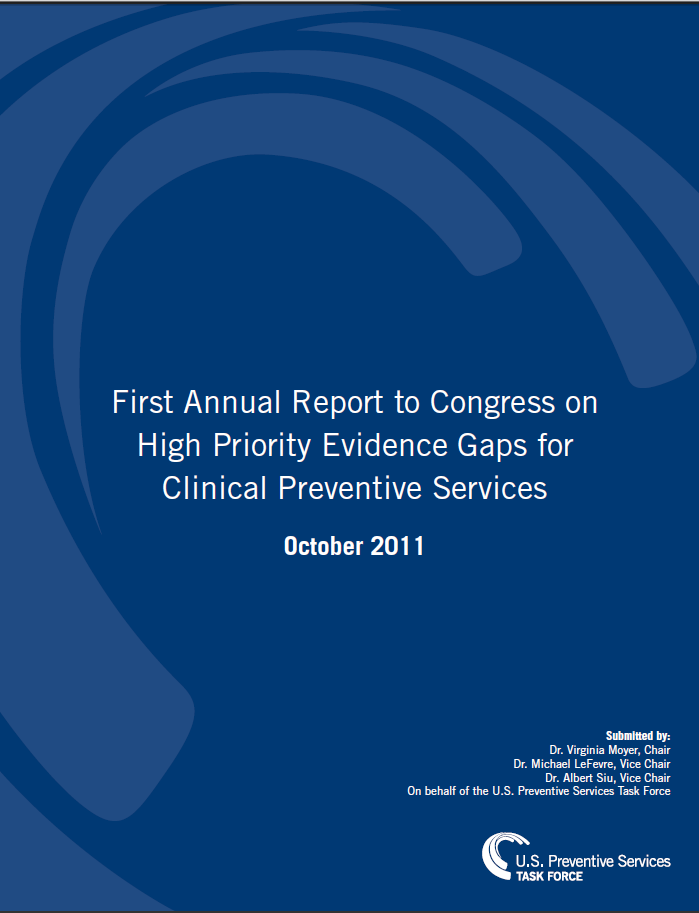 First Annual Report to Congress on
High Priority Evidence Gaps for
Clinical Preventive Services
October 2011
Submitted by:
Dr. Virginia Moyer, Chair
Dr. Michael LeFevre, Vice Chair
Dr. Albert Siu, Vice Chair
On behalf of the U.S. Preventive Services Task Force
U.S. Preventive Services
TASK FORCE